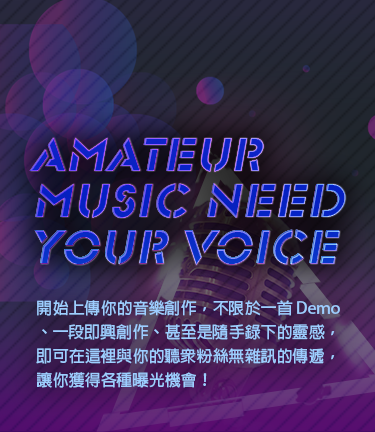 AMATEUR
MUSIC NEED
YOUR VOICE
開始上傳你的音樂創作，不限於一首 Demo
、一段即興創作、甚至是隨手錄下的靈感，
即可在這裡與你的聽眾粉絲無雜訊的傳遞，
讓你獲得各種曝光機會！